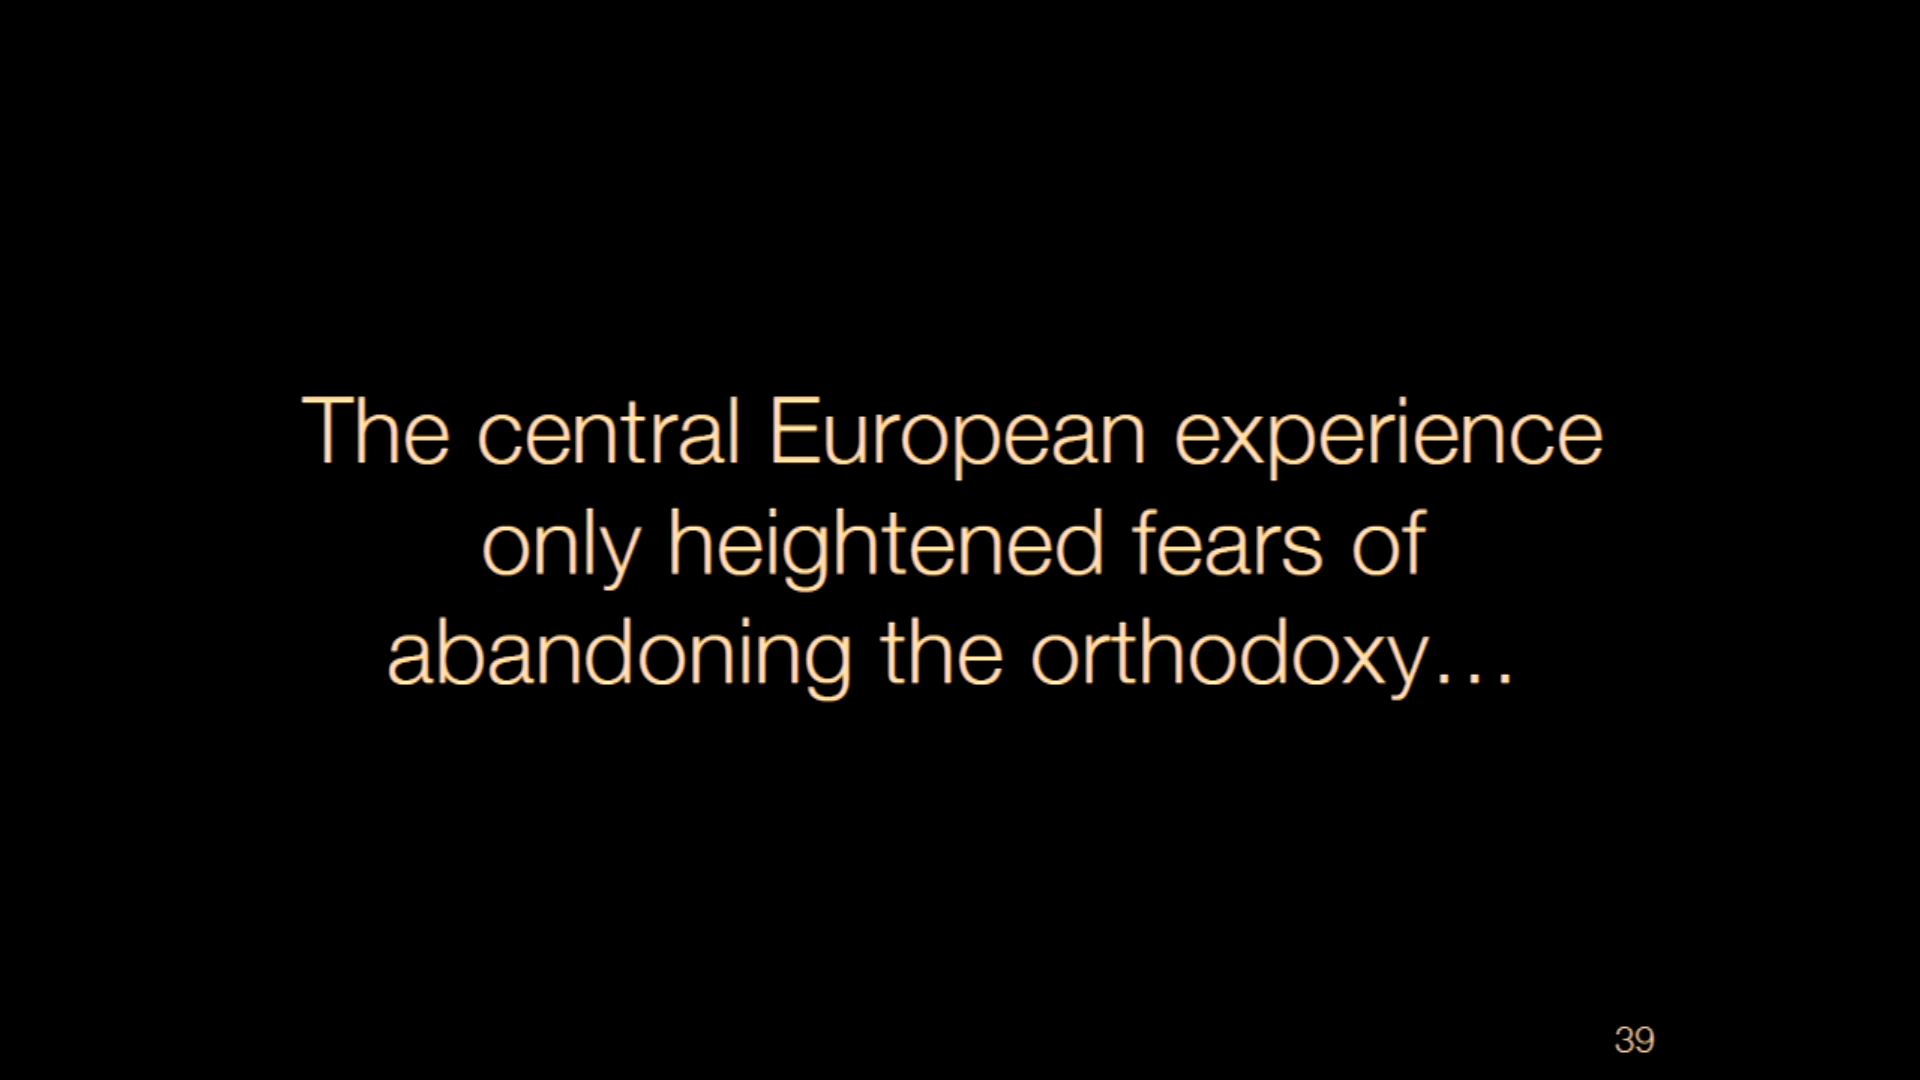 The central European experience
only heightened fears of
abandoning the orthodoxy…
39